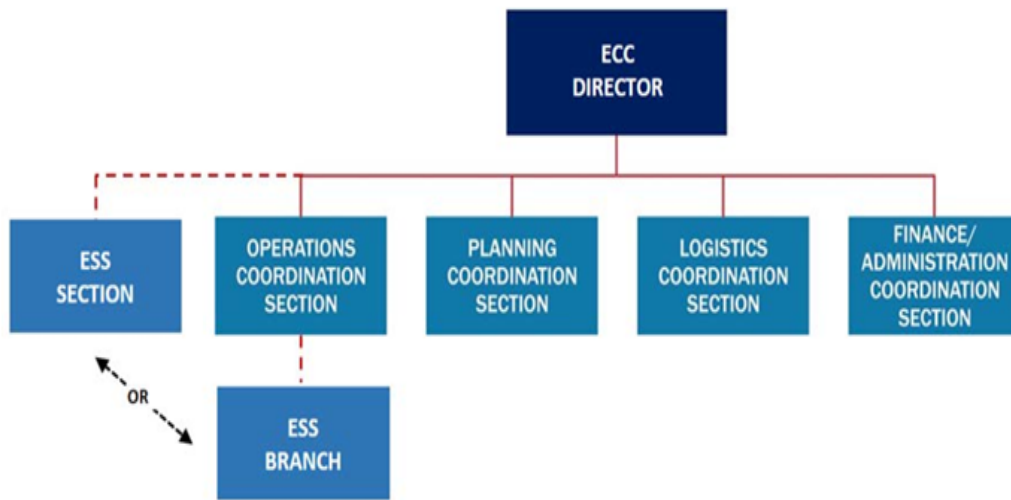 ECC
DIRECTOR
ESS
SECTION
OPERATIONS
COORDINATION
SECTION
PLANNING
COORDINATION
SECTION
LOGISTICS
COORDINATION
SECTION
FINANCE/
ADMINISTRATION
COORDINATION
SECTION
OR
ESS
BRANCH